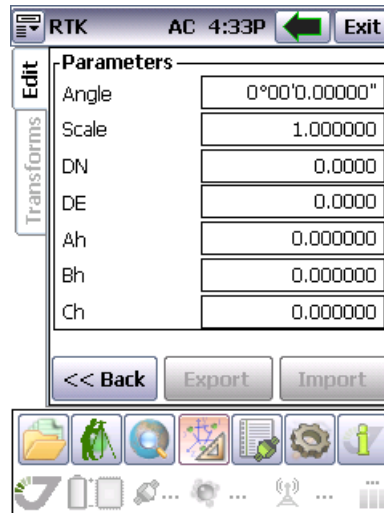 RTK AC 4:33P Exit
Edit
Transforms
Parameters
Angle 0°00'0.00000"
Scale 1.000000
DN 0.0000
DE 0.0000
Ah 0.000000
Bh 0.000000
Ch 0.000000
<< Back Export Import
... ... ...